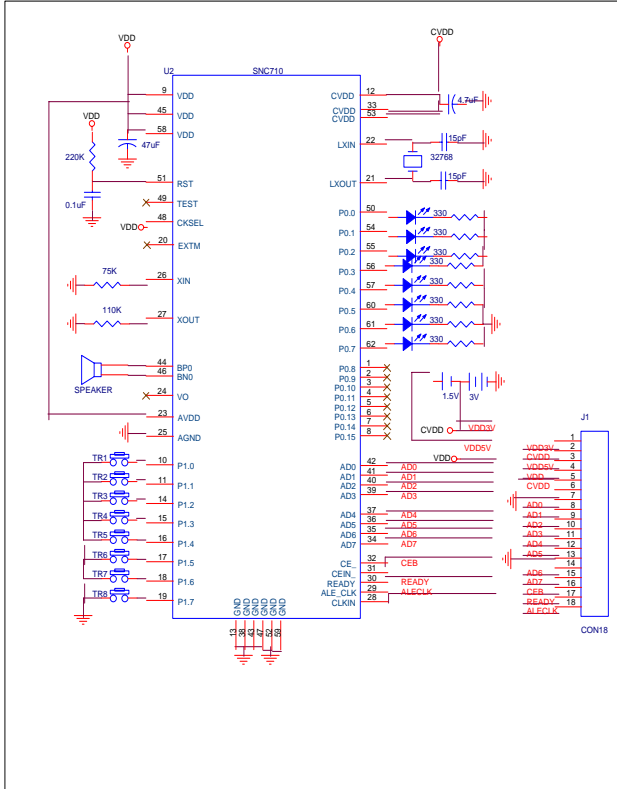 VDD
CVDD
U2
SNC710
9 VDD
45 VDD
58 VDD
VDD
47uF
220K
0.1uF
51 RST
49 TEST
48 CKSEL
VDD
20 EXTM
75K
26 XIN
110K
27 XOUT
44 BP0
46 BN0
SPEAKER
24 VO
23 AVDD
25 AGND
TR1 10 P1.0
TR2 11 P1.1
TR3 14 P1.2
TR4 15 P1.3
TR5 16 P1.4
TR6 17 P1.5
TR7 18 P1.6
TR8 19 P1.7
GND GND GND GND GND GND
13 38 43 47 52 59
CVDD 12
CVDD 33
CVDD 53
4.7uF
LXIN 22
15pF
32768
LXOUT 21
15pF
P0.0 50 330
P0.1 54 330
P0.2 55 330
P0.3 56 330
P0.4 57 330
P0.5 60 330
P0.6 61 330
P0.7 62 330
P0.8 1
P0.9 2
P0.10 3
P0.11 4
P0.12 5
P0.13 6
P0.14 7
P0.15 8
1.5V
3V
CVDD
VDD3V
VDD5V
VDD
AD0 42 AD0
AD1 41 AD1
AD2 40 AD2
AD3 39 AD3
AD4 37 AD4
AD5 36 AD5
AD6 35 AD6
AD7 34 AD7
CE_ 32 CEB
CEIN_ 31
READY 30 READY
ALE_CLK 29 ALECLK
CLKIN 28
J1
1
VDD3V 2
CVDD 3
VDD5V 4
VDD 5
CVDD 6
7
AD0 8
AD1 9
AD2 10
AD3 11
AD4 12
AD5 13
14
AD6 15
AD7 16
CEB 17
READY 18
ALECLK
CON18